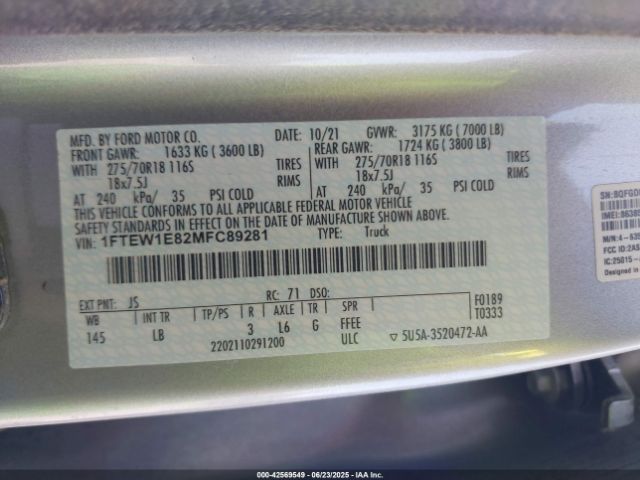 MFD. BY FORD MOTOR CO.
DATE: 10/21 GVWR: 3175 KG ( 7000 LB)
FRONT GAWR: 1633 KG ( 3600 LB) REAR GAWR: 1724 KG ( 3800 LB)
WITH 275/70R18 116S TIRES WITH 275/70R18 116S TIRES
18x7.5J RIMS 18x7.5J RIMS
AT 240 kPa/ 35 PSI COLD AT 240 kPa/ 35 PSI COLD
THIS VEHICLE CONFORMS TO ALL APPLICABLE FEDERAL MOTOR VEHICLE
SAFETY STANDARDS IN EFFECT ON THE DATE OF MANUFACTURE SHOWN ABOVE.
VIN: 1FTEW1E82MFC89281 TYPE: Truck
EXT PNT: JS RC: 71 DSO: F0189
WB INT TR TP/PS R AXLE TR SPR T0333
145 LB 3 L6 G FFEE
2202110291200 ULC ▽ 5U5A-3520472-AA
IC:25015-
000-42569549 - 06/23/2025 - IAAI.COM